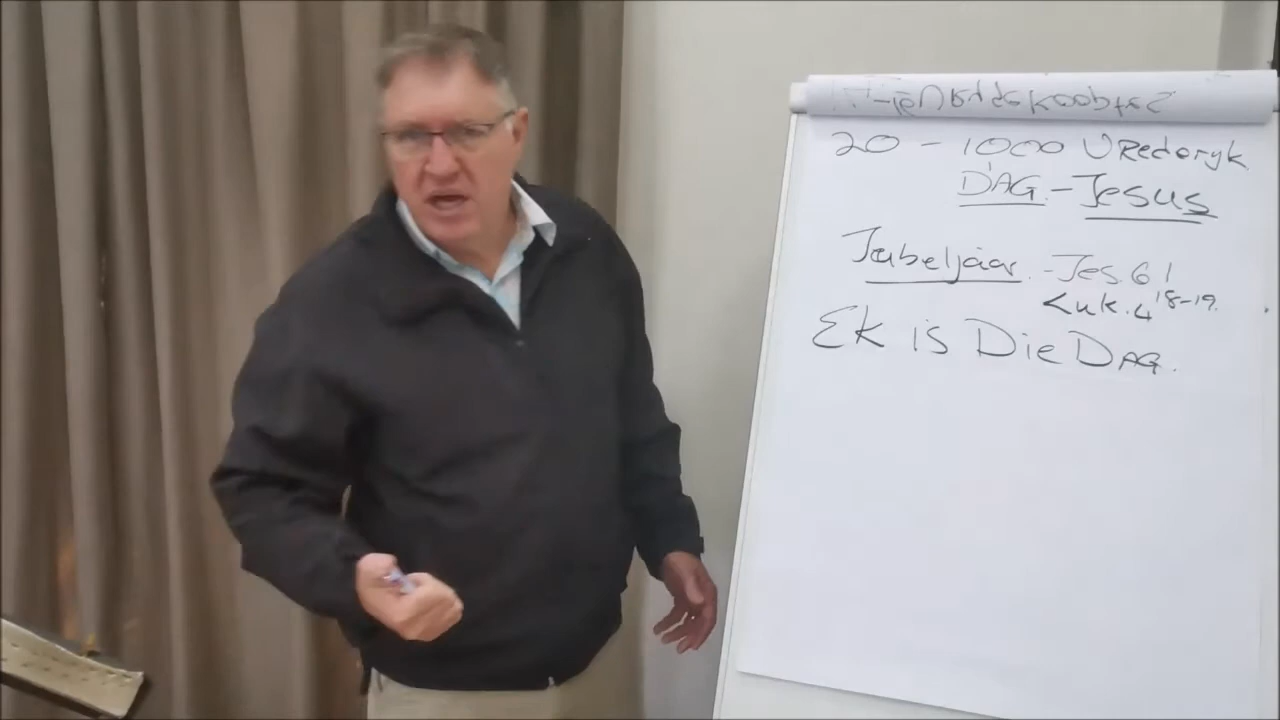 20 - 1000 VRederyk
DAG - Jesus
Jubeljaar. - Jes. 61
Luk. 4 18-19.
Ek is Die DAG.